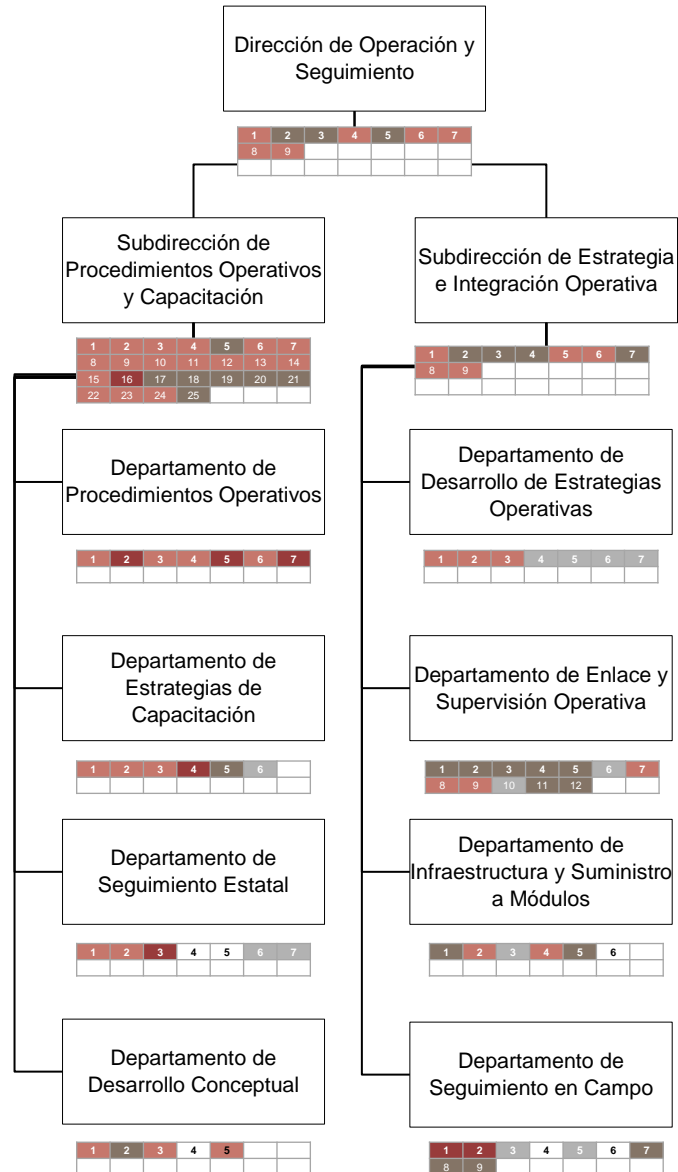 Dirección de Operación y
Seguimiento
1 2 3 4 5 6 7
8 9
Subdirección de
Procedimientos Operativos
y Capacitación
1 2 3 4 5 6 7
8 9 10 11 12 13 14
15 16 17 18 19 20 21
22 23 24 25
Subdirección de Estrategia
e Integración Operativa
1 2 3 4 5 6 7
8 9
Departamento de
Procedimientos Operativos
1 2 3 4 5 6 7
Departamento de
Desarrollo de Estrategias
Operativas
1 2 3 4 5 6 7
Departamento de
Estrategias de
Capacitación
1 2 3 4 5 6
Departamento de Enlace y
Supervisión Operativa
1 2 3 4 5 6 7
8 9 10 11 12
Departamento de
Seguimiento Estatal
1 2 3 4 5 6 7
Departamento de
Infraestructura y Suministro
a Módulos
1 2 3 4 5 6
Departamento de
Desarrollo Conceptual
1 2 3 4 5
Departamento de
Seguimiento en Campo
1 2 3 4 5 6 7
8 9